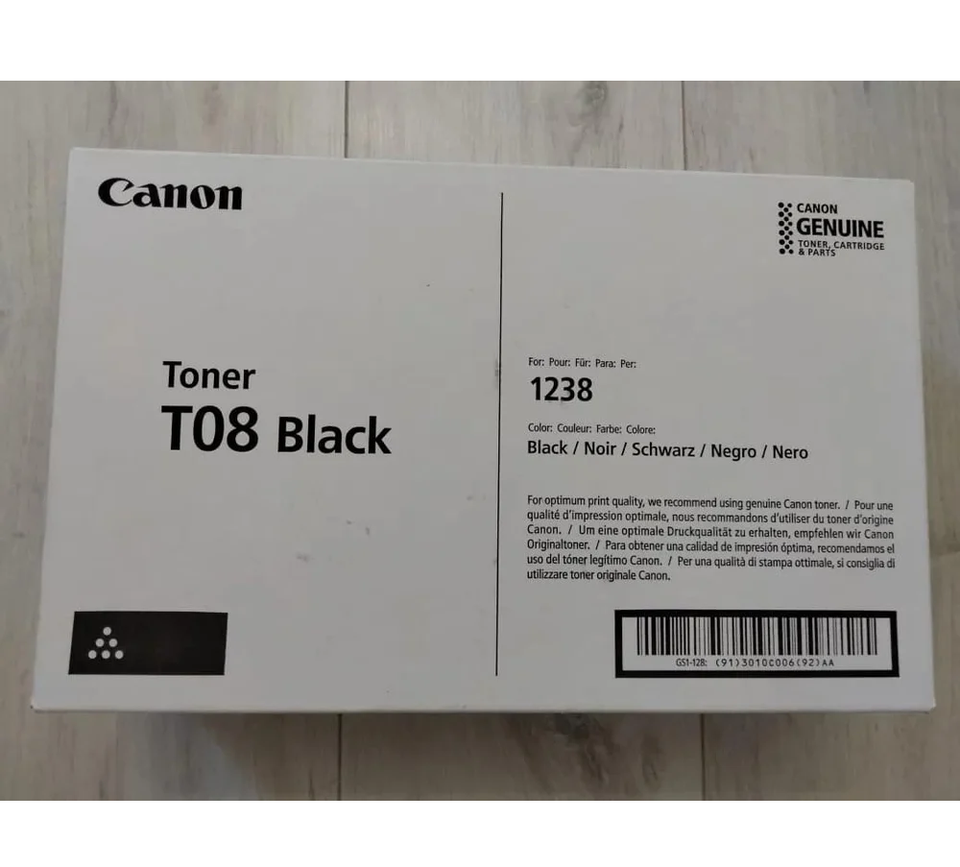 Canon
CANON
GENUINE
TONER, CARTRIDGE
& PARTS
Toner
T08 Black
For: Pour: Für: Para: Per:
1238
Color: Couleur: Farbe: Colore:
Black / Noir / Schwarz / Negro / Nero
For optimum print quality, we recommend using genuine Canon toner. / Pour une
qualité d'impression optimale, nous recommandons d'utiliser du toner d'origine
Canon. / Um eine optimale Druckqualität zu erhalten, empfehlen wir Canon
Originaltoner. / Para obtener una calidad de impresión óptima, recomendamos el
uso del tóner legítimo Canon. / Per una qualità di stampa ottimale, si consiglia di
utilizzare toner originale Canon.
GS1-128: (91)3010C006(92)AA